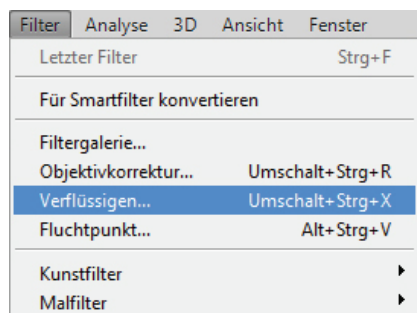 Filter Analyse 3D Ansicht Fenster
Letzter Filter Strg+F
Für Smartfilter konvertieren
Filtergalerie...
Objektivkorrektur... Umschalt+Strg+R
Verflüssigen... Umschalt+Strg+X
Fluchtpunkt... Alt+Strg+V
Kunstfilter
Malfilter